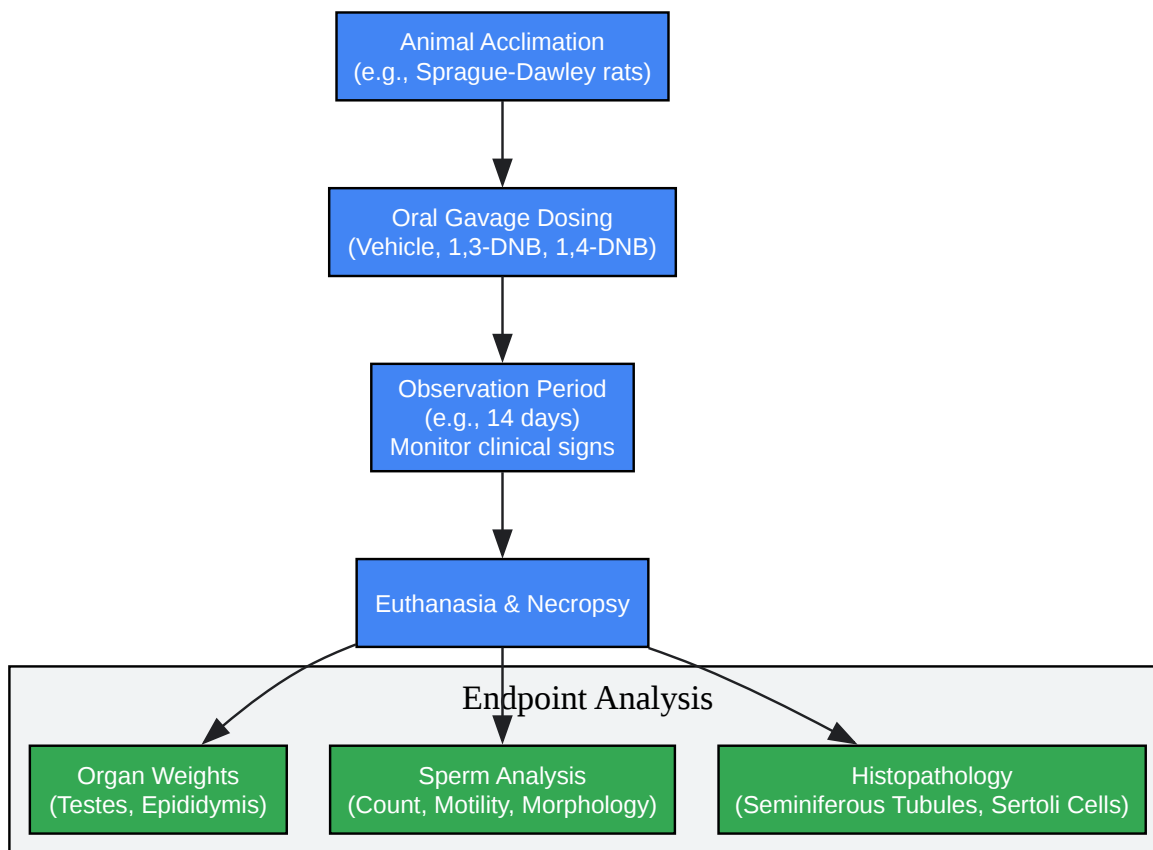 Animal Acclimation
(e.g., Sprague-Dawley rats)
Oral Gavage Dosing
(Vehicle, 1,3-DNB, 1,4-DNB)
Observation Period
(e.g., 14 days)
Monitor clinical signs
Euthanasia & Necropsy
Endpoint Analysis
Organ Weights
(Testes, Epididymis)
Sperm Analysis
(Count, Motility, Morphology)
Histopathology
(Seminiferous Tubules, Sertoli Cells)